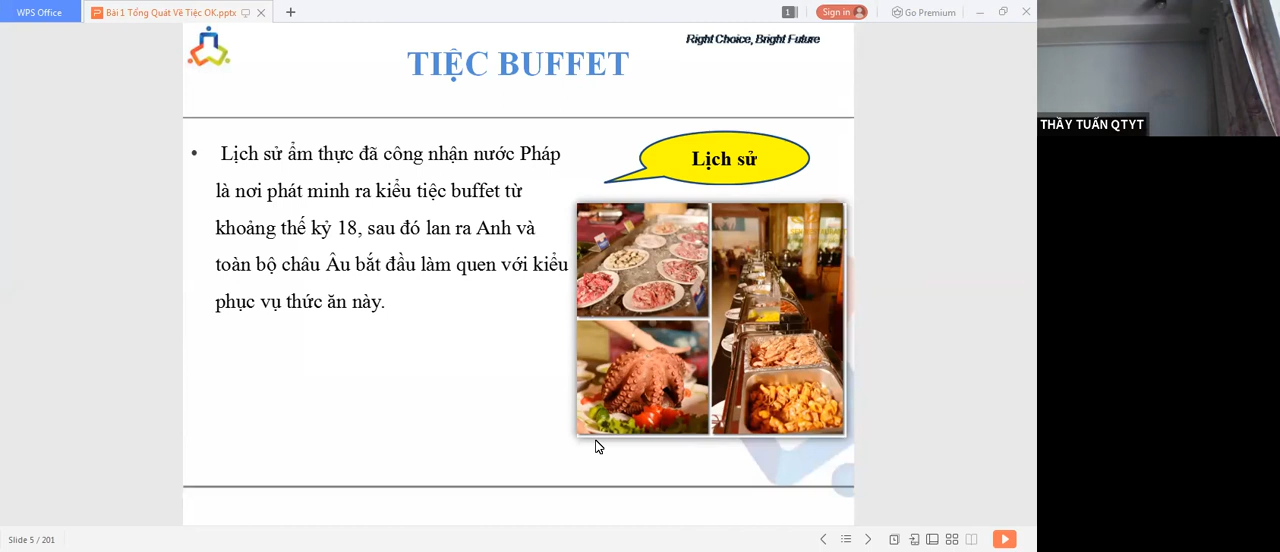 WPS Office
Bài 1 Tổng Quát Về Tiệc OK.pptx
1
Sign in
Go Premium
Right Choice, Bright Future
TIỆC BUFFET
• Lịch sử ẩm thực đã công nhận nước Pháp
là nơi phát minh ra kiểu tiệc buffet từ
khoảng thế kỷ 18, sau đó lan ra Anh và
toàn bộ châu Âu bắt đầu làm quen với kiểu
phục vụ thức ăn này.
Lịch sử
THẦY TUẤN QTYT
Slide 5 / 201